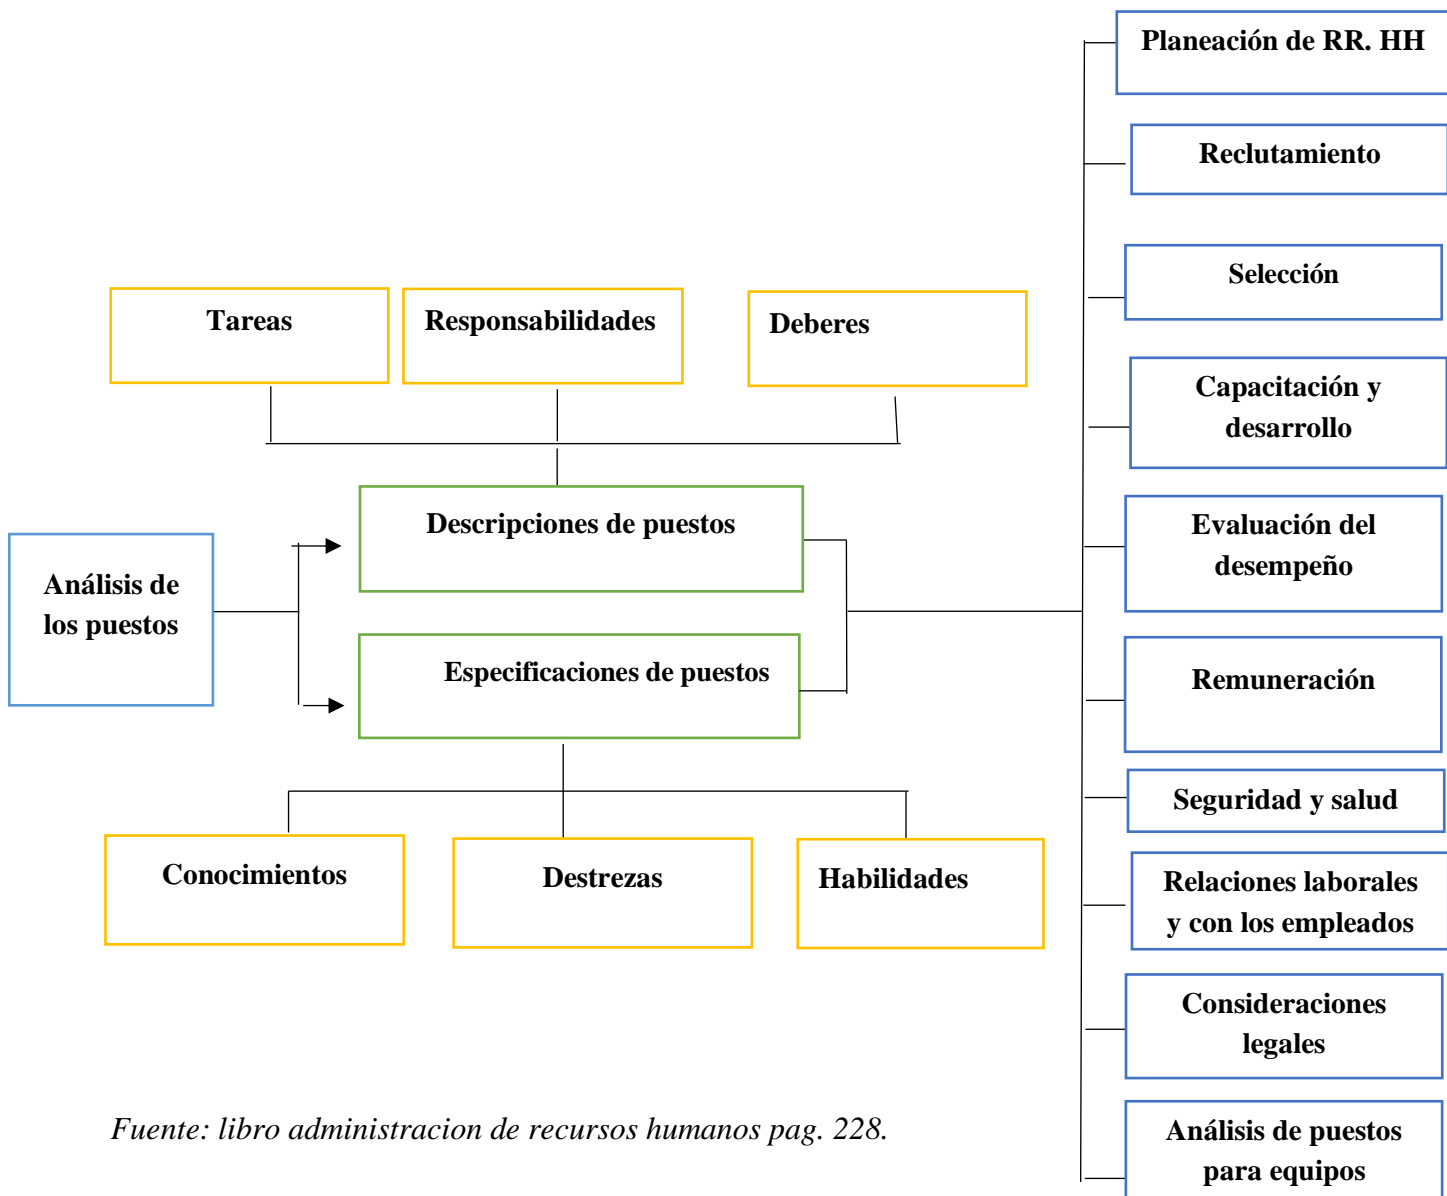 Planeación de RR. HH
Reclutamiento
Selección
Tareas
Responsabilidades
Deberes
Capacitación y
desarrollo
Descripciones de puestos
Evaluación del
desempeño
Análisis de
los puestos
Especificaciones de puestos
Remuneración
Seguridad y salud
Conocimientos
Destrezas
Habilidades
Relaciones laborales
y con los empleados
Consideraciones
legales
Fuente: libro administracion de recursos humanos pag. 228.
Análisis de puestos
para equipos